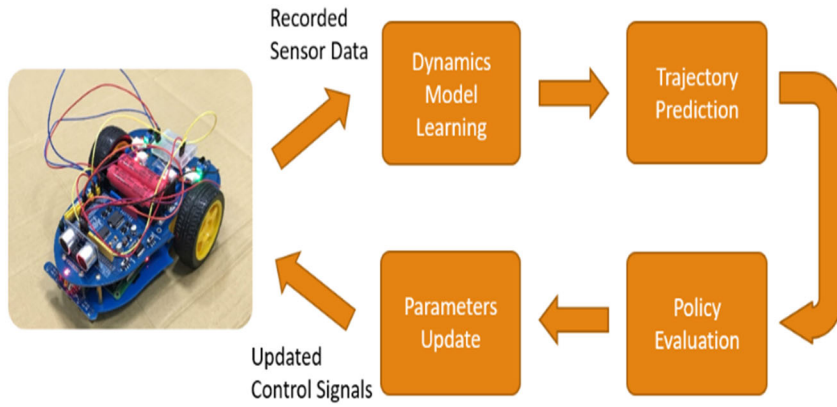 Recorded
Sensor Data
Dynamics
Model
Learning
Trajectory
Prediction
Policy
Evaluation
Parameters
Update
Updated
Control Signals